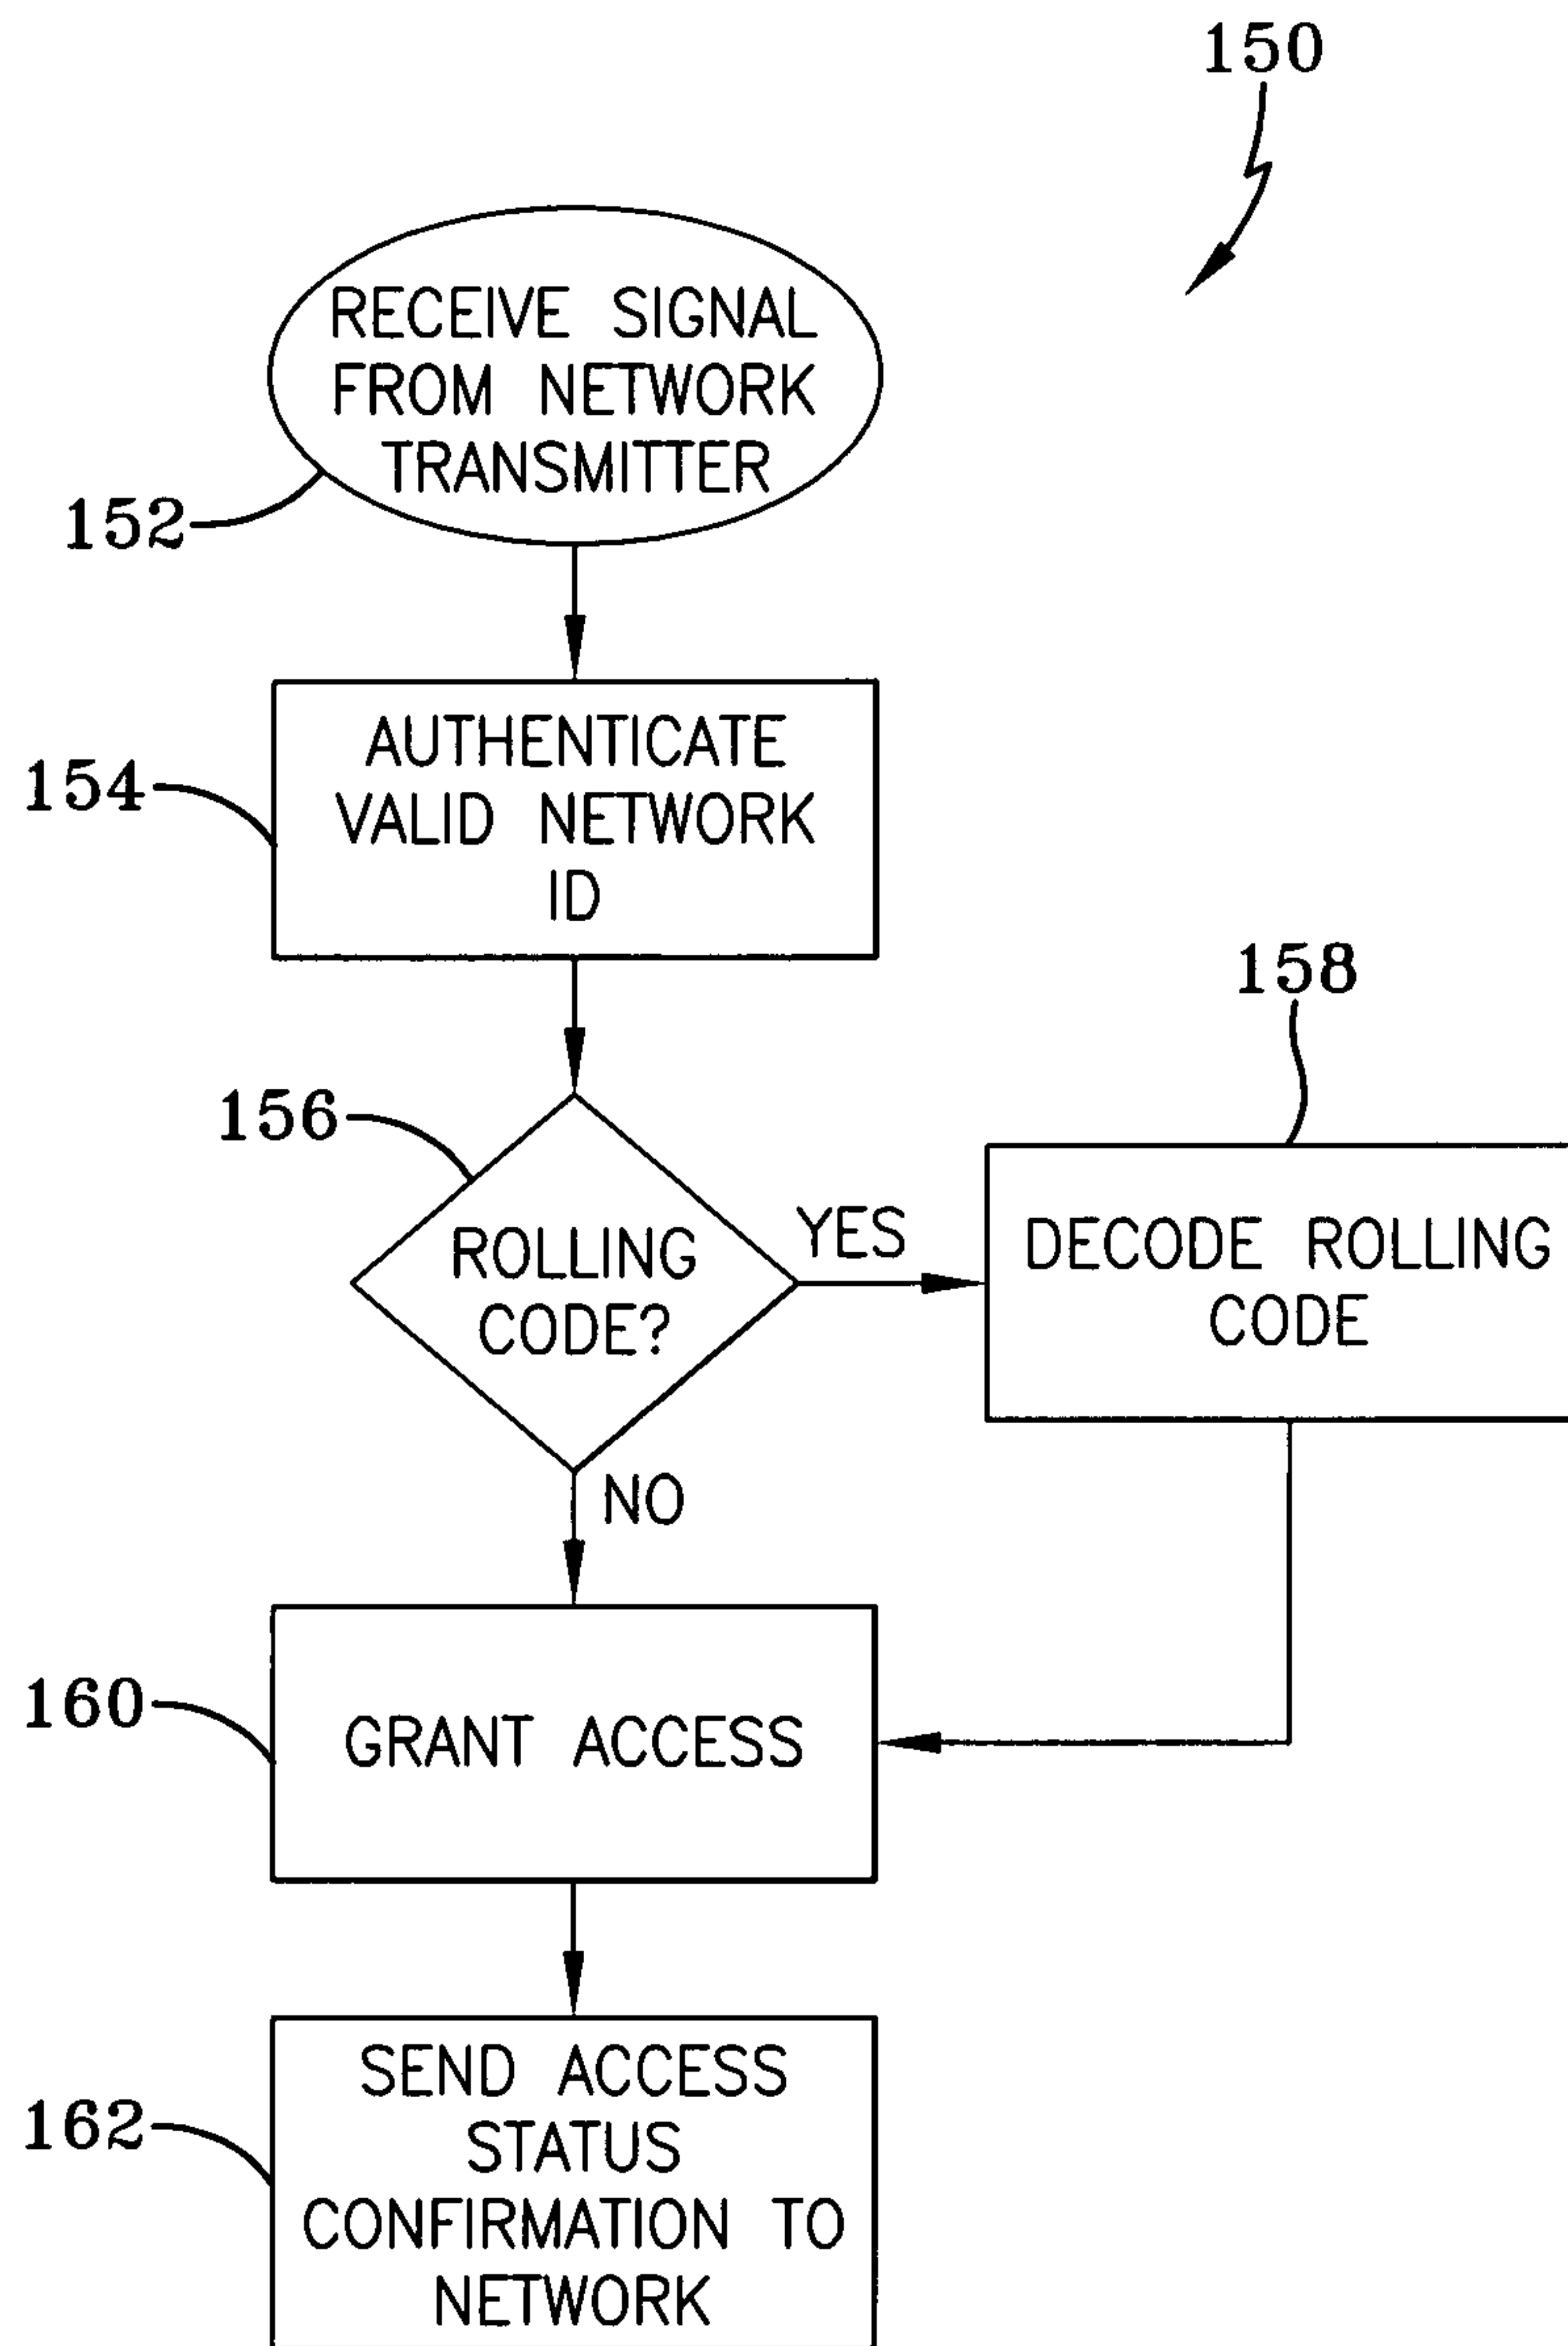 150
RECEIVE SIGNAL
FROM NETWORK
TRANSMITTER
152
AUTHENTICATE
VALID NETWORK
ID
154
158
156
ROLLING
CODE?
YES
DECODE ROLLING
CODE
NO
160
GRANT ACCESS
162
SEND ACCESS
STATUS
CONFIRMATION TO
NETWORK